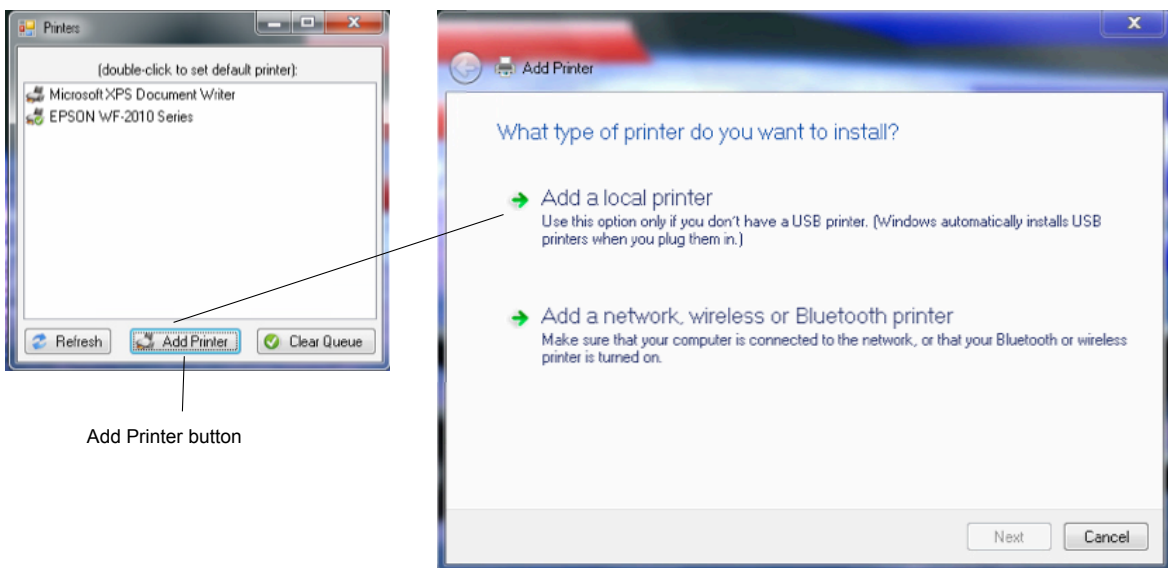 Printers
(double-click to set default printer):
Microsoft XPS Document Writer
EPSON WF-2010 Series
Refresh
Add Printer
Clear Queue
Add Printer button
X
Add Printer
What type of printer do you want to install?
Add a local printer
Use this option only if you don't have a USB printer. (Windows automatically installs USB
printers when you plug them in.)
Add a network, wireless or Bluetooth printer
Make sure that your computer is connected to the network, or that your Bluetooth or wireless
printer is turned on.
Next
Cancel